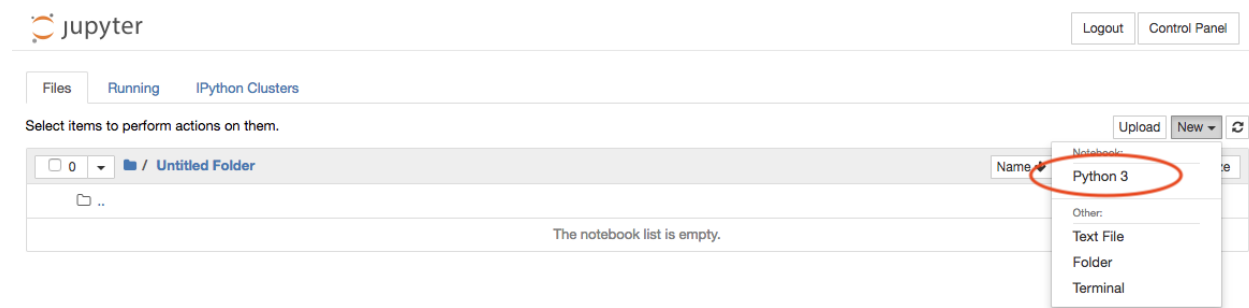 jupyter
Logout Control Panel
Files Running IPython Clusters
Select items to perform actions on them.
Upload New
0 / Untitled Folder Name
Notebook:
Python 3
..
Other:
The notebook list is empty.
Text File
Folder
Terminal